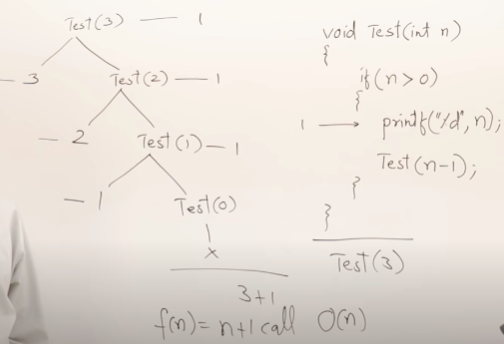 Test(3) — 1
— 3 Test(2) — 1
— 2 Test(1) — 1
— 1 Test(0)
x
3+1
f(n) = n+1 call O(n)
void Test(int n)
{
if(n>0)
{
1 → printf("%d", n);
Test(n-1);
}
}
Test(3)